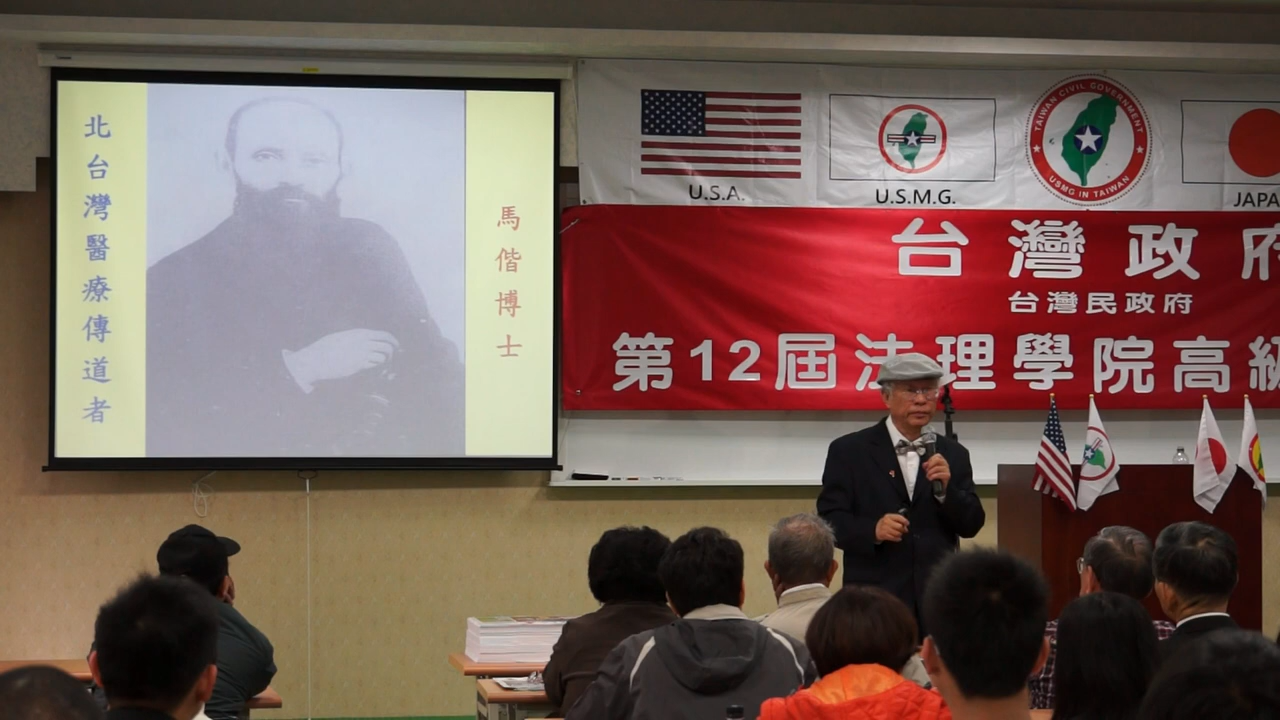 北台灣醫療傳道者
馬偕博士
U.S.A.
U.S.M.G.
TAIWAN CIVIL GOVERNMENT
USMG IN TAIWAN
JAPA
台灣政府
台灣民政府
第12屆法理學院高級